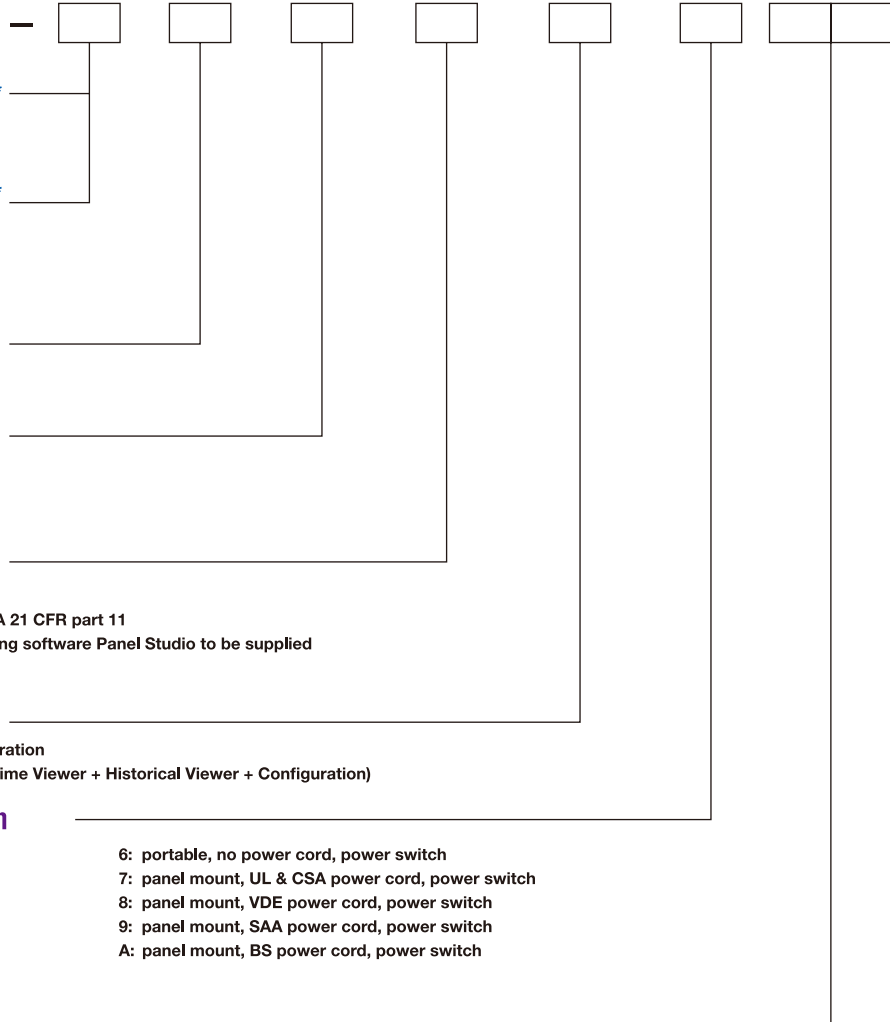 –
*
*
A 21 CFR part 11
ng software Panel Studio to be supplied
ration
ime Viewer + Historical Viewer + Configuration)
n
6: portable, no power cord, power switch
7: panel mount, UL & CSA power cord, power switch
8: panel mount, VDE power cord, power switch
9: panel mount, SAA power cord, power switch
A: panel mount, BS power cord, power switch